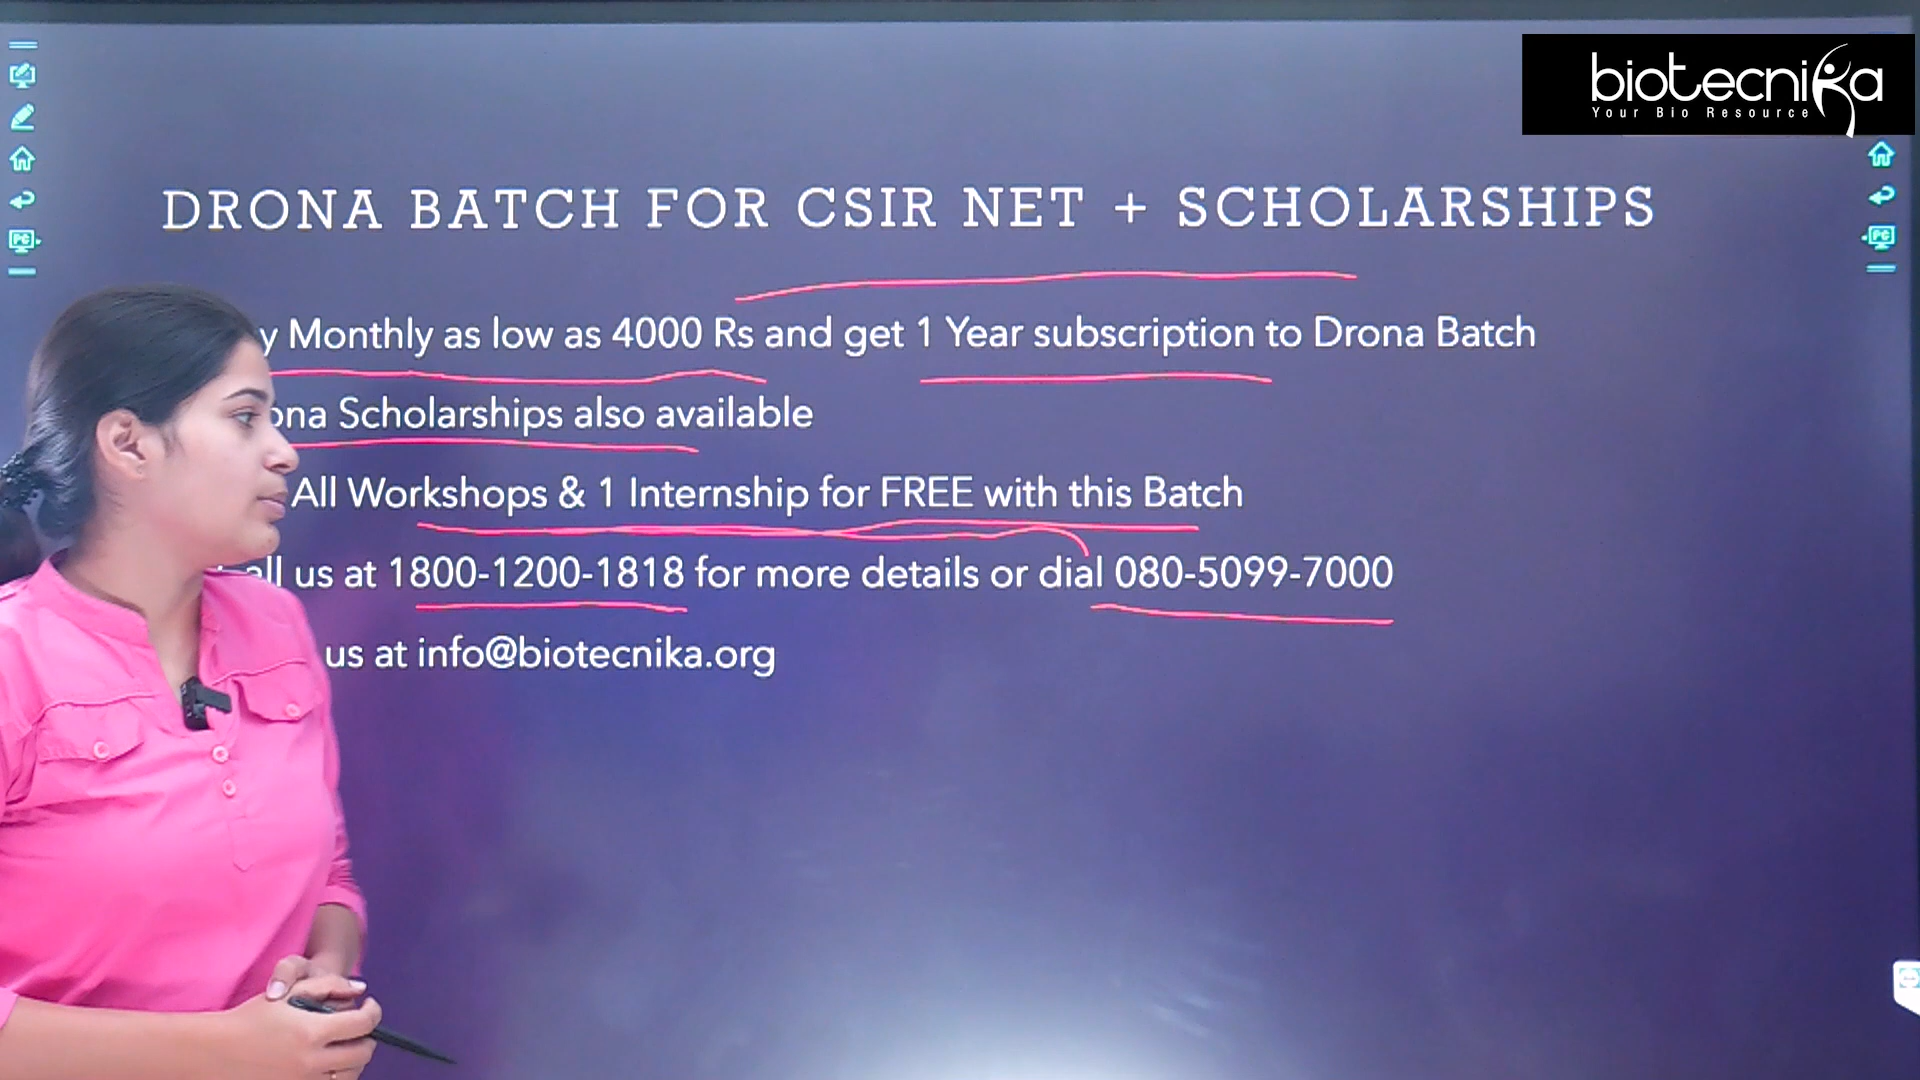 biotecnika
Your Bio Resource
DRONA BATCH FOR CSIR NET + SCHOLARSHIPS
Monthly as low as 4000 Rs and get 1 Year subscription to Drona Batch
Scholarships also available
All Workshops & 1 Internship for FREE with this Batch
us at 1800-1200-1818 for more details or dial 080-5099-7000
us at info@biotecnika.org
PC
PC